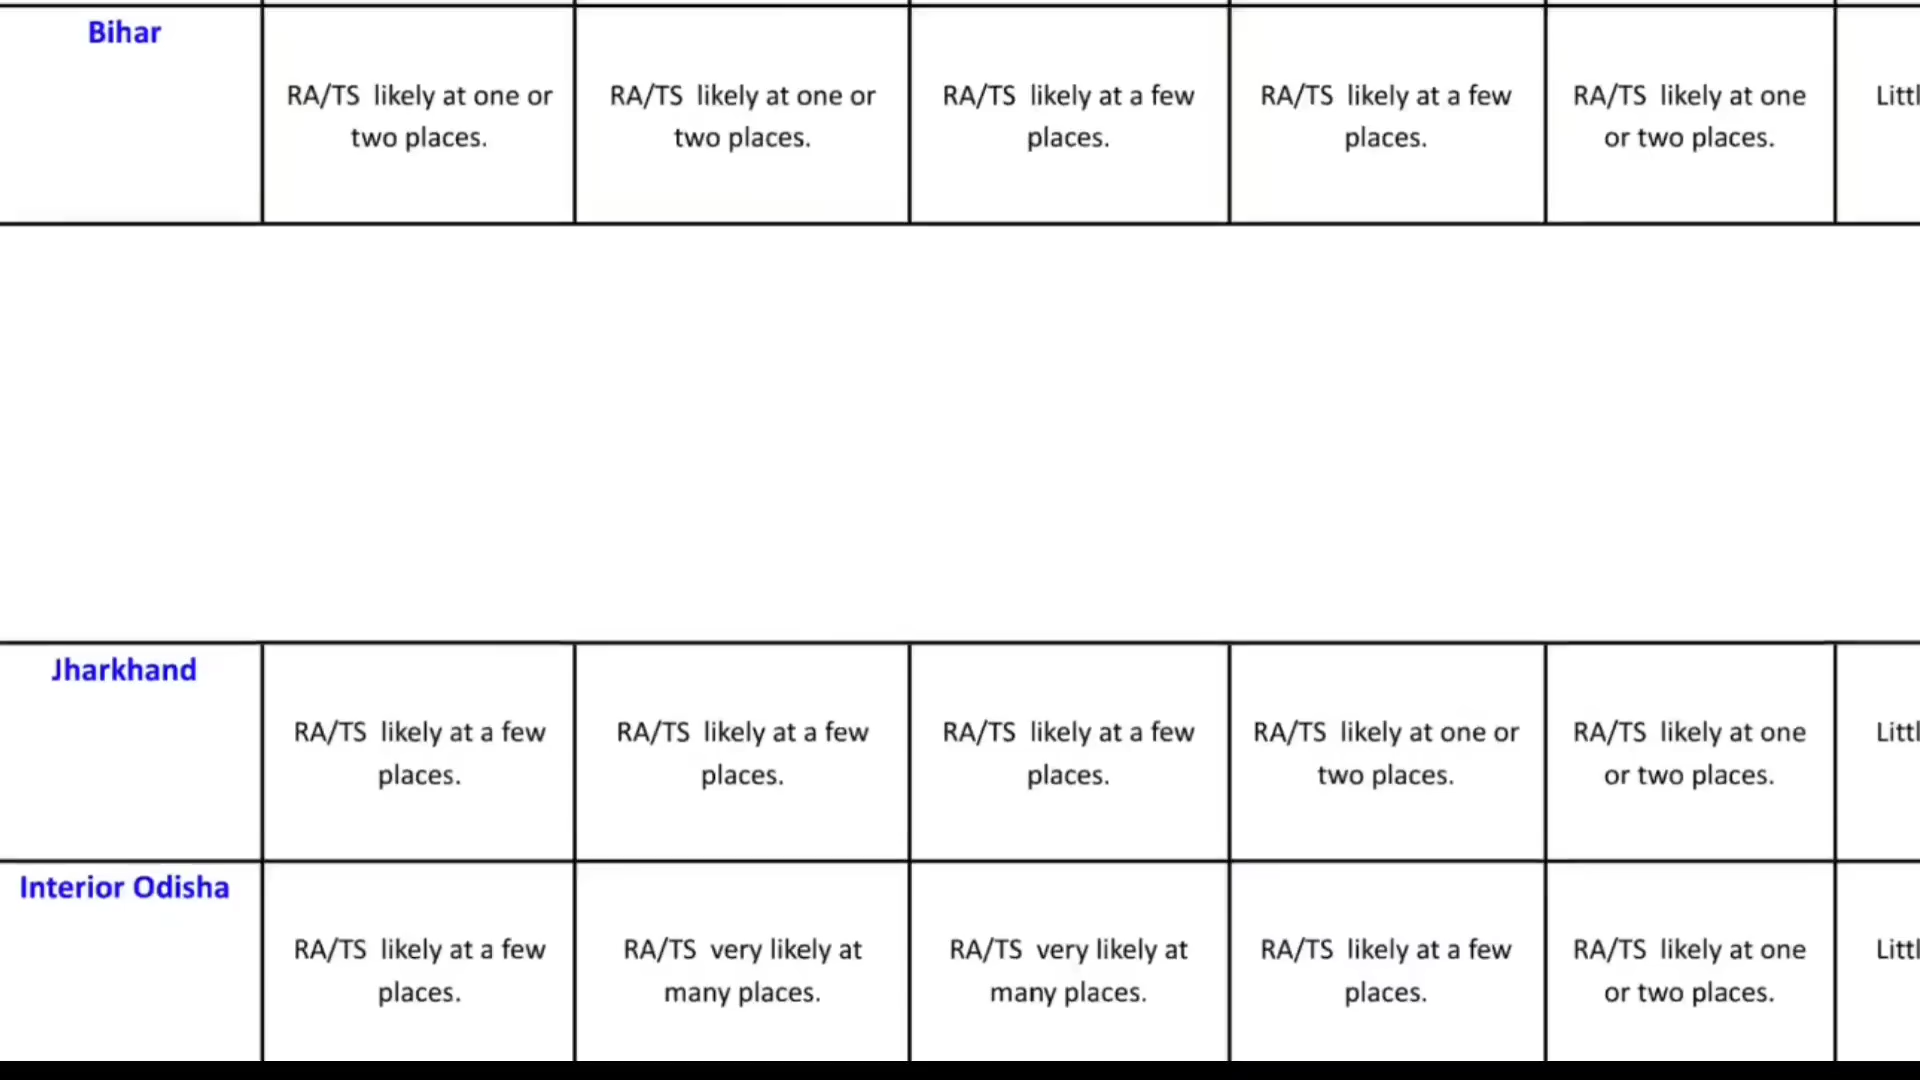 Bihar
RA/TS likely at one or
two places.
RA/TS likely at one or
two places.
RA/TS likely at a few
places.
RA/TS likely at a few
places.
RA/TS likely at one
or two places.
Jharkhand
RA/TS likely at a few
places.
RA/TS likely at a few
places.
RA/TS likely at a few
places.
RA/TS likely at one or
two places.
RA/TS likely at one
or two places.
Interior Odisha
RA/TS likely at a few
places.
RA/TS very likely at
many places.
RA/TS very likely at
many places.
RA/TS likely at a few
places.
RA/TS likely at one
or two places.